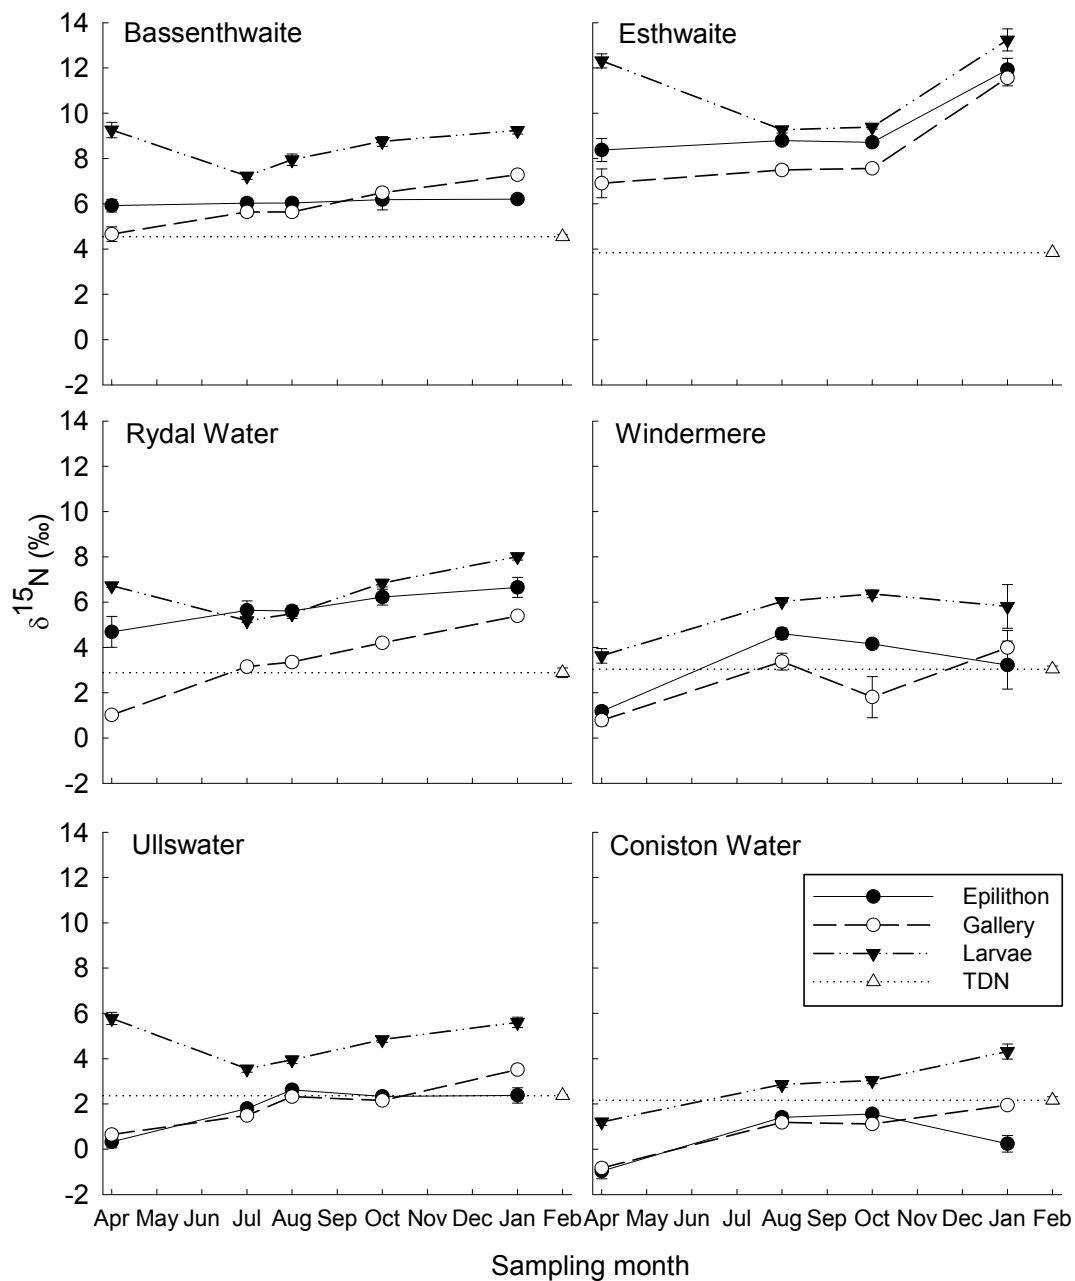 Bassenthwaite
Esthwaite
14
12
10
8
6
4
2
0
-2
Rydal Water
Windermere
14
12
10
8
6
4
2
0
-2
δ 15N (‰)
Ullswater
Coniston Water
14
12
10
8
6
4
2
0
-2
Epilithon
Gallery
Larvae
TDN
Apr May Jun Jul Aug Sep Oct Nov Dec Jan Feb Apr May Jun Jul Aug Sep Oct Nov Dec Jan Feb
Sampling month